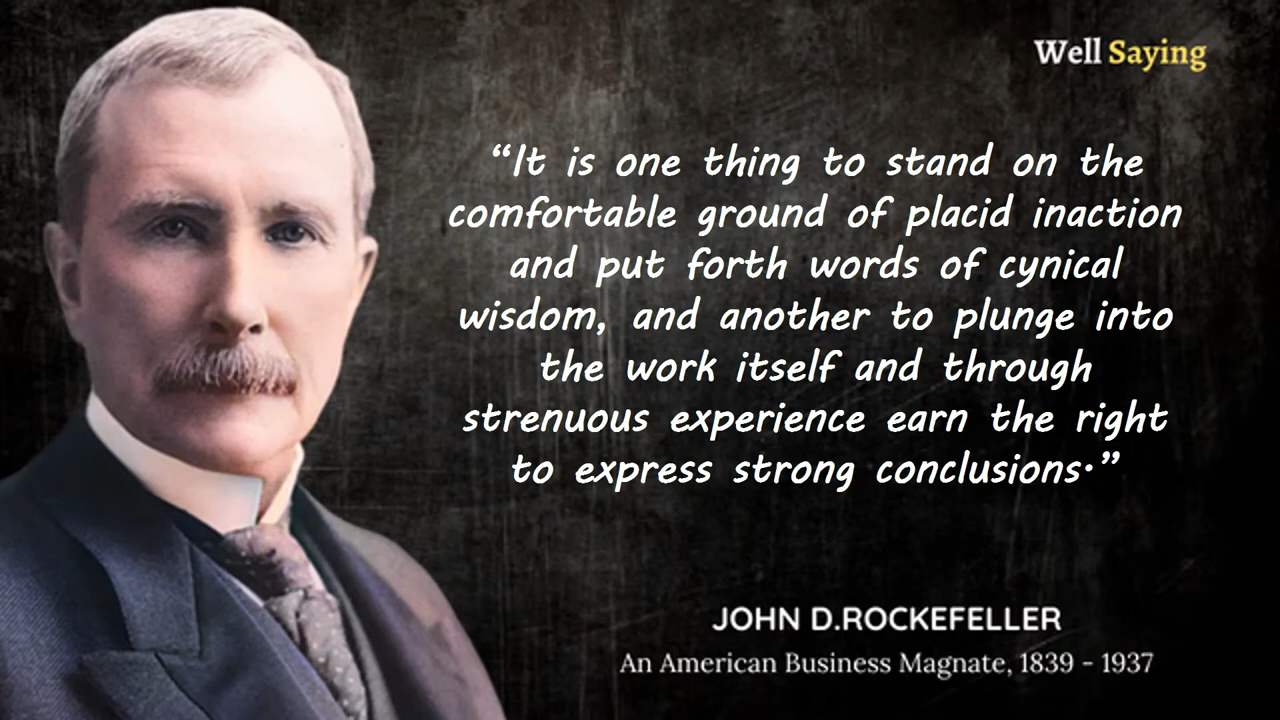 Well Saying
“It is one thing to stand on the
comfortable ground of placid inaction
and put forth words of cynical
wisdom, and another to plunge into
the work itself and through
strenuous experience earn the right
to express strong conclusions·”
JOHN D.ROCKEFELLER
An American Business Magnate, 1839 - 1937